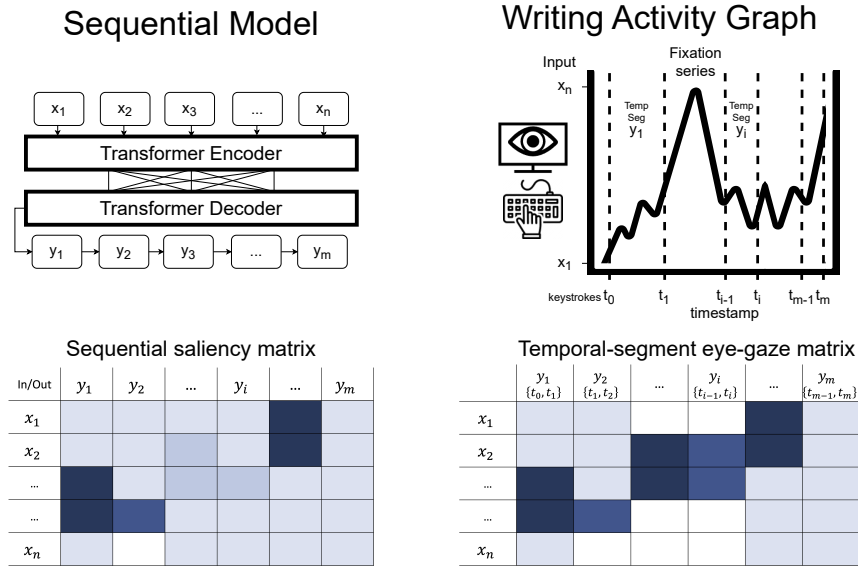 Sequential Model
x1 x2 x3 ... xn
Transformer Encoder
Transformer Decoder
y1 y2 y3 ... ym
Writing Activity Graph
Input
Fixation
series
xn
Temp
Seg
y1
Temp
Seg
yi
x1
keystrokes t0 t1 ti-1 ti tm-1 tm
timestamp
Sequential saliency matrix
In/Out y1 y2 ... yi ... ym
x1
x2
...
...
xn
Temporal-segment eye-gaze matrix
y1 y2 ... yi ... ym
{t0, t1} {t1, t2} {ti-1, ti} {tm-1, tm}
x1
x2
...
...
xn